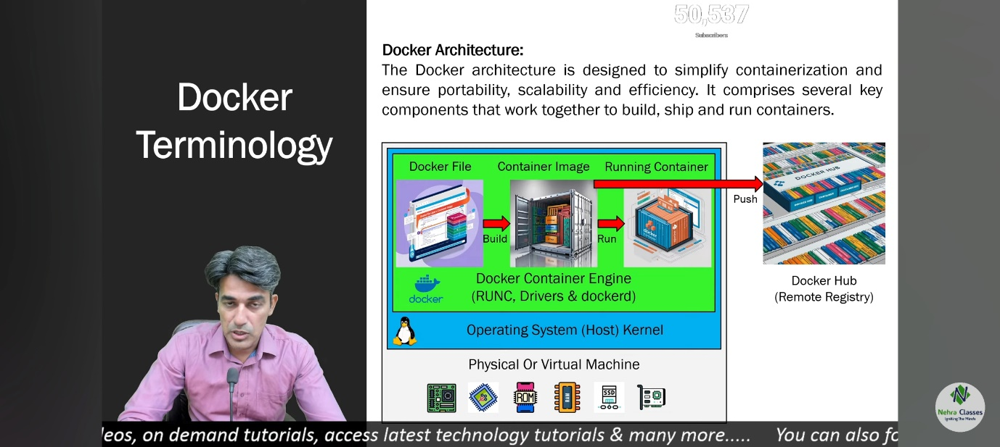 50,537
Subscribers
Docker
Terminology
Docker Architecture:
The Docker architecture is designed to simplify containerization and
ensure portability, scalability and efficiency. It comprises several key
components that work together to build, ship and run containers.
Docker File
Container Image
Running Container
DOCKER HUB
Push
Build
Run
docker
docker
Docker Container Engine
(RUNC, Drivers & dockerd)
Docker Hub
(Remote Registry)
Operating System (Host) Kernel
Physical Or Virtual Machine
ROM
RAM
SSD
Nehra Classes
Igniting The Minds
eos, on demand tutorials, access latest technology tutorials & many more..... You can also fo